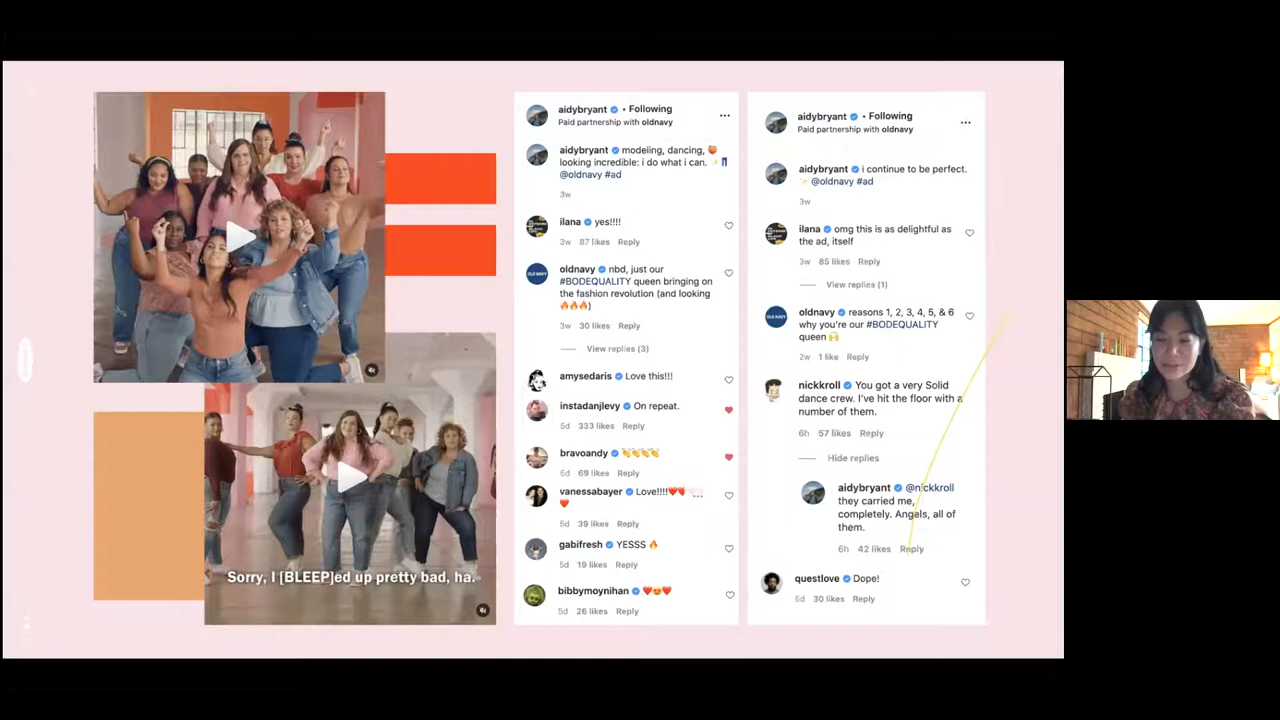 Sorry, I [BLEEP]ed up pretty bad, ha.
aidybryant • Following
Paid partnership with oldnavy
aidybryant modeling, dancing, 
looking incredible: i do what i can.
@oldnavy #ad
3w
ilana yes!!!!
3w 87 likes Reply
oldnavy nbd, just our
#BODEQUALITY queen bringing on
the fashion revolution (and looking
🔥🔥🔥)
3w 30 likes Reply
View replies (3)
amysedaris Love this!!!
instadanjlevy On repeat.
5d 333 likes Reply
bravoandy 👏👏👏👏
6d 69 likes Reply
vanessabayer Love!!!!❤️❤️
❤️
5d 39 likes Reply
gabifresh YESSS 🔥
5d 19 likes Reply
bibbymoynihan ❤️😍❤️
5d 26 likes Reply
aidybryant • Following
Paid partnership with oldnavy
aidybryant i continue to be perfect.
✨ @oldnavy #ad
3w
ilana omg this is as delightful as
the ad, itself
3w 85 likes Reply
View replies (1)
oldnavy reasons 1, 2, 3, 4, 5, & 6
why you're our #BODEQUALITY
queen 🙌
2w 1 like Reply
nickkroll You got a very Solid
dance crew. I've hit the floor with a
number of them.
6h 57 likes Reply
Hide replies
aidybryant @nickkroll
they carried me,
completely. Angels, all of
them.
6h 42 likes Reply
questlove Dope!
5d 30 likes Reply